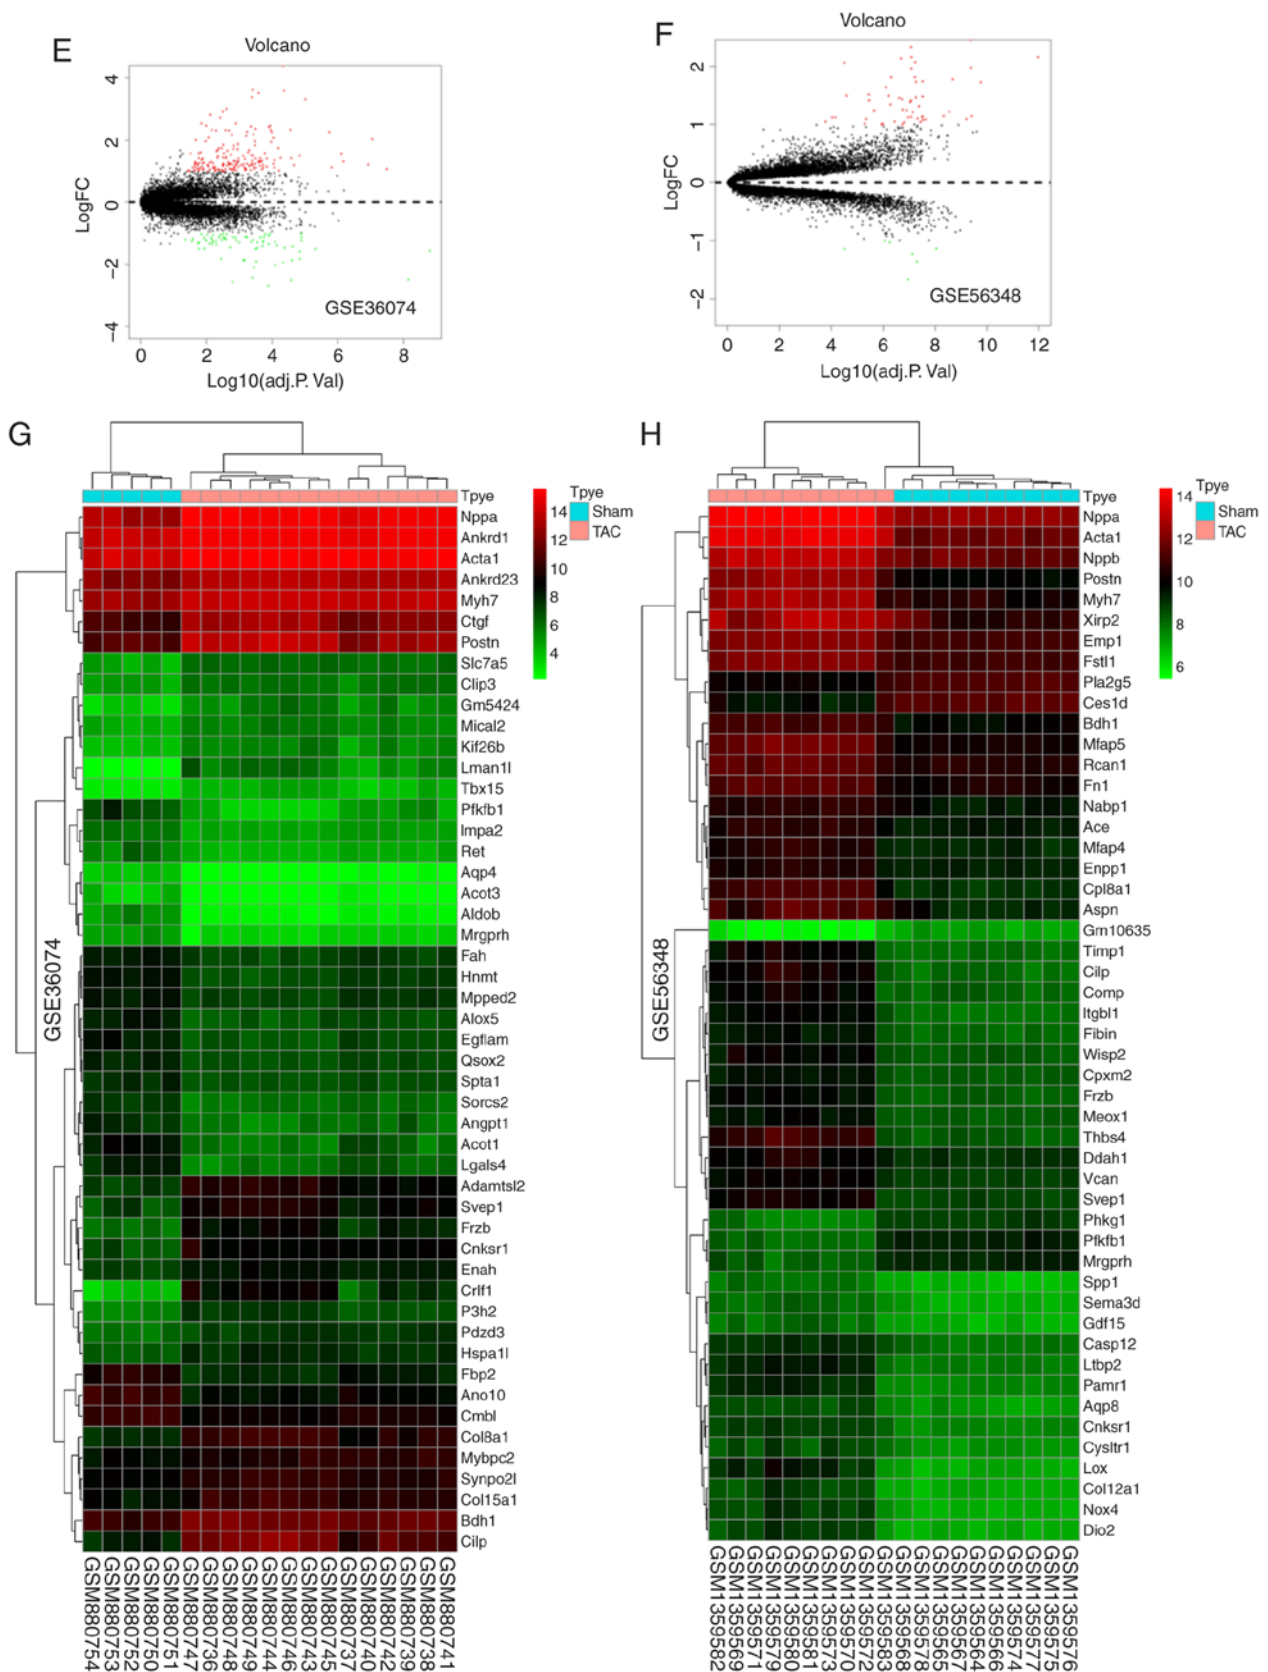 E
Volcano
4
2
0
−2
−4
LogFC
GSE36074
0 2 4 6 8
Log10(adj.P. Val)
F
Volcano
2
1
0
−1
−2
LogFC
GSE56348
0 2 4 6 8 10 12
Log10(adj.P. Val)
G
GSE36074
Tpye
Nppa
Ankrd1
Acta1
Ankrd23
Myh7
Ctgf
Postn
Slc7a5
Clip3
Gm5424
Mical2
Kif26b
Lman1l
Tbx15
Pfkfb1
Impa2
Ret
Aqp4
Acot3
Aldob
Mrgprh
Fah
Hnmt
Mpped2
Alox5
Egflam
Qsox2
Spta1
Sorcs2
Angpt1
Acot1
Lgals4
Adamtsl2
Svep1
Frzb
Cnksr1
Enah
Crlf1
P3h2
Pdzd3
Hspa1l
Fbp2
Ano10
Cmbl
Col8a1
Mybpc2
Synpo2l
Col15a1
Bdh1
Cilp
14
12
10
8
6
4
Tpye
Sham
TAC
GSM880754
GSM880753
GSM880752
GSM880750
GSM880751
GSM880747
GSM880736
GSM880748
GSM880749
GSM880744
GSM880746
GSM880743
GSM880745
GSM880737
GSM880740
GSM880742
GSM880739
GSM880738
GSM880741
H
GSE56348
Tpye
Nppa
Acta1
Nppb
Postn
Myh7
Xirp2
Emp1
Fstl1
Pla2g5
Ces1d
Bdh1
Mfap5
Rcan1
Fn1
Nabp1
Ace
Mfap4
Enpp1
Cpl8a1
Aspn
Gm10635
Timp1
Cilp
Comp
Itgbl1
Fibin
Wisp2
Cpxm2
Frzb
Meox1
Thbs4
Ddah1
Vcan
Svep1
Phkg1
Pfkfb1
Mrgprh
Spp1
Sema3d
Gdf15
Casp12
Ltbp2
Pamr1
Aqp8
Cnksr1
Cysltr1
Lox
Col12a1
Nox4
Dio2
14
12
10
8
6
Tpye
Sham
TAC
GSM1359582
GSM1359569
GSM1359571
GSM1359579
GSM1359580
GSM1359581
GSM1359573
GSM1359570
GSM1359572
GSM1359583
GSM1359568
GSM1359578
GSM1359565
GSM1359567
GSM1359564
GSM1359566
GSM1359574
GSM1359577
GSM1359575
GSM1359576